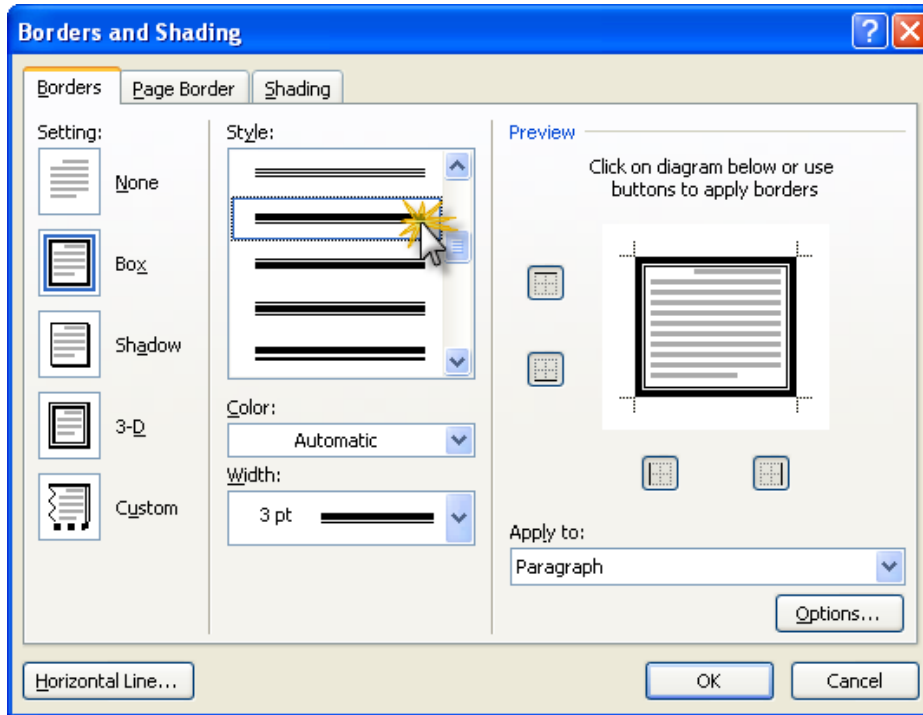 Borders and Shading
Borders
Page Border
Shading
Setting:
None
Box
Shadow
3-D
Custom
Style:
Color:
Automatic
Width:
3 pt
Preview
Click on diagram below or use
buttons to apply borders
Apply to:
Paragraph
Options...
Horizontal Line...
OK
Cancel